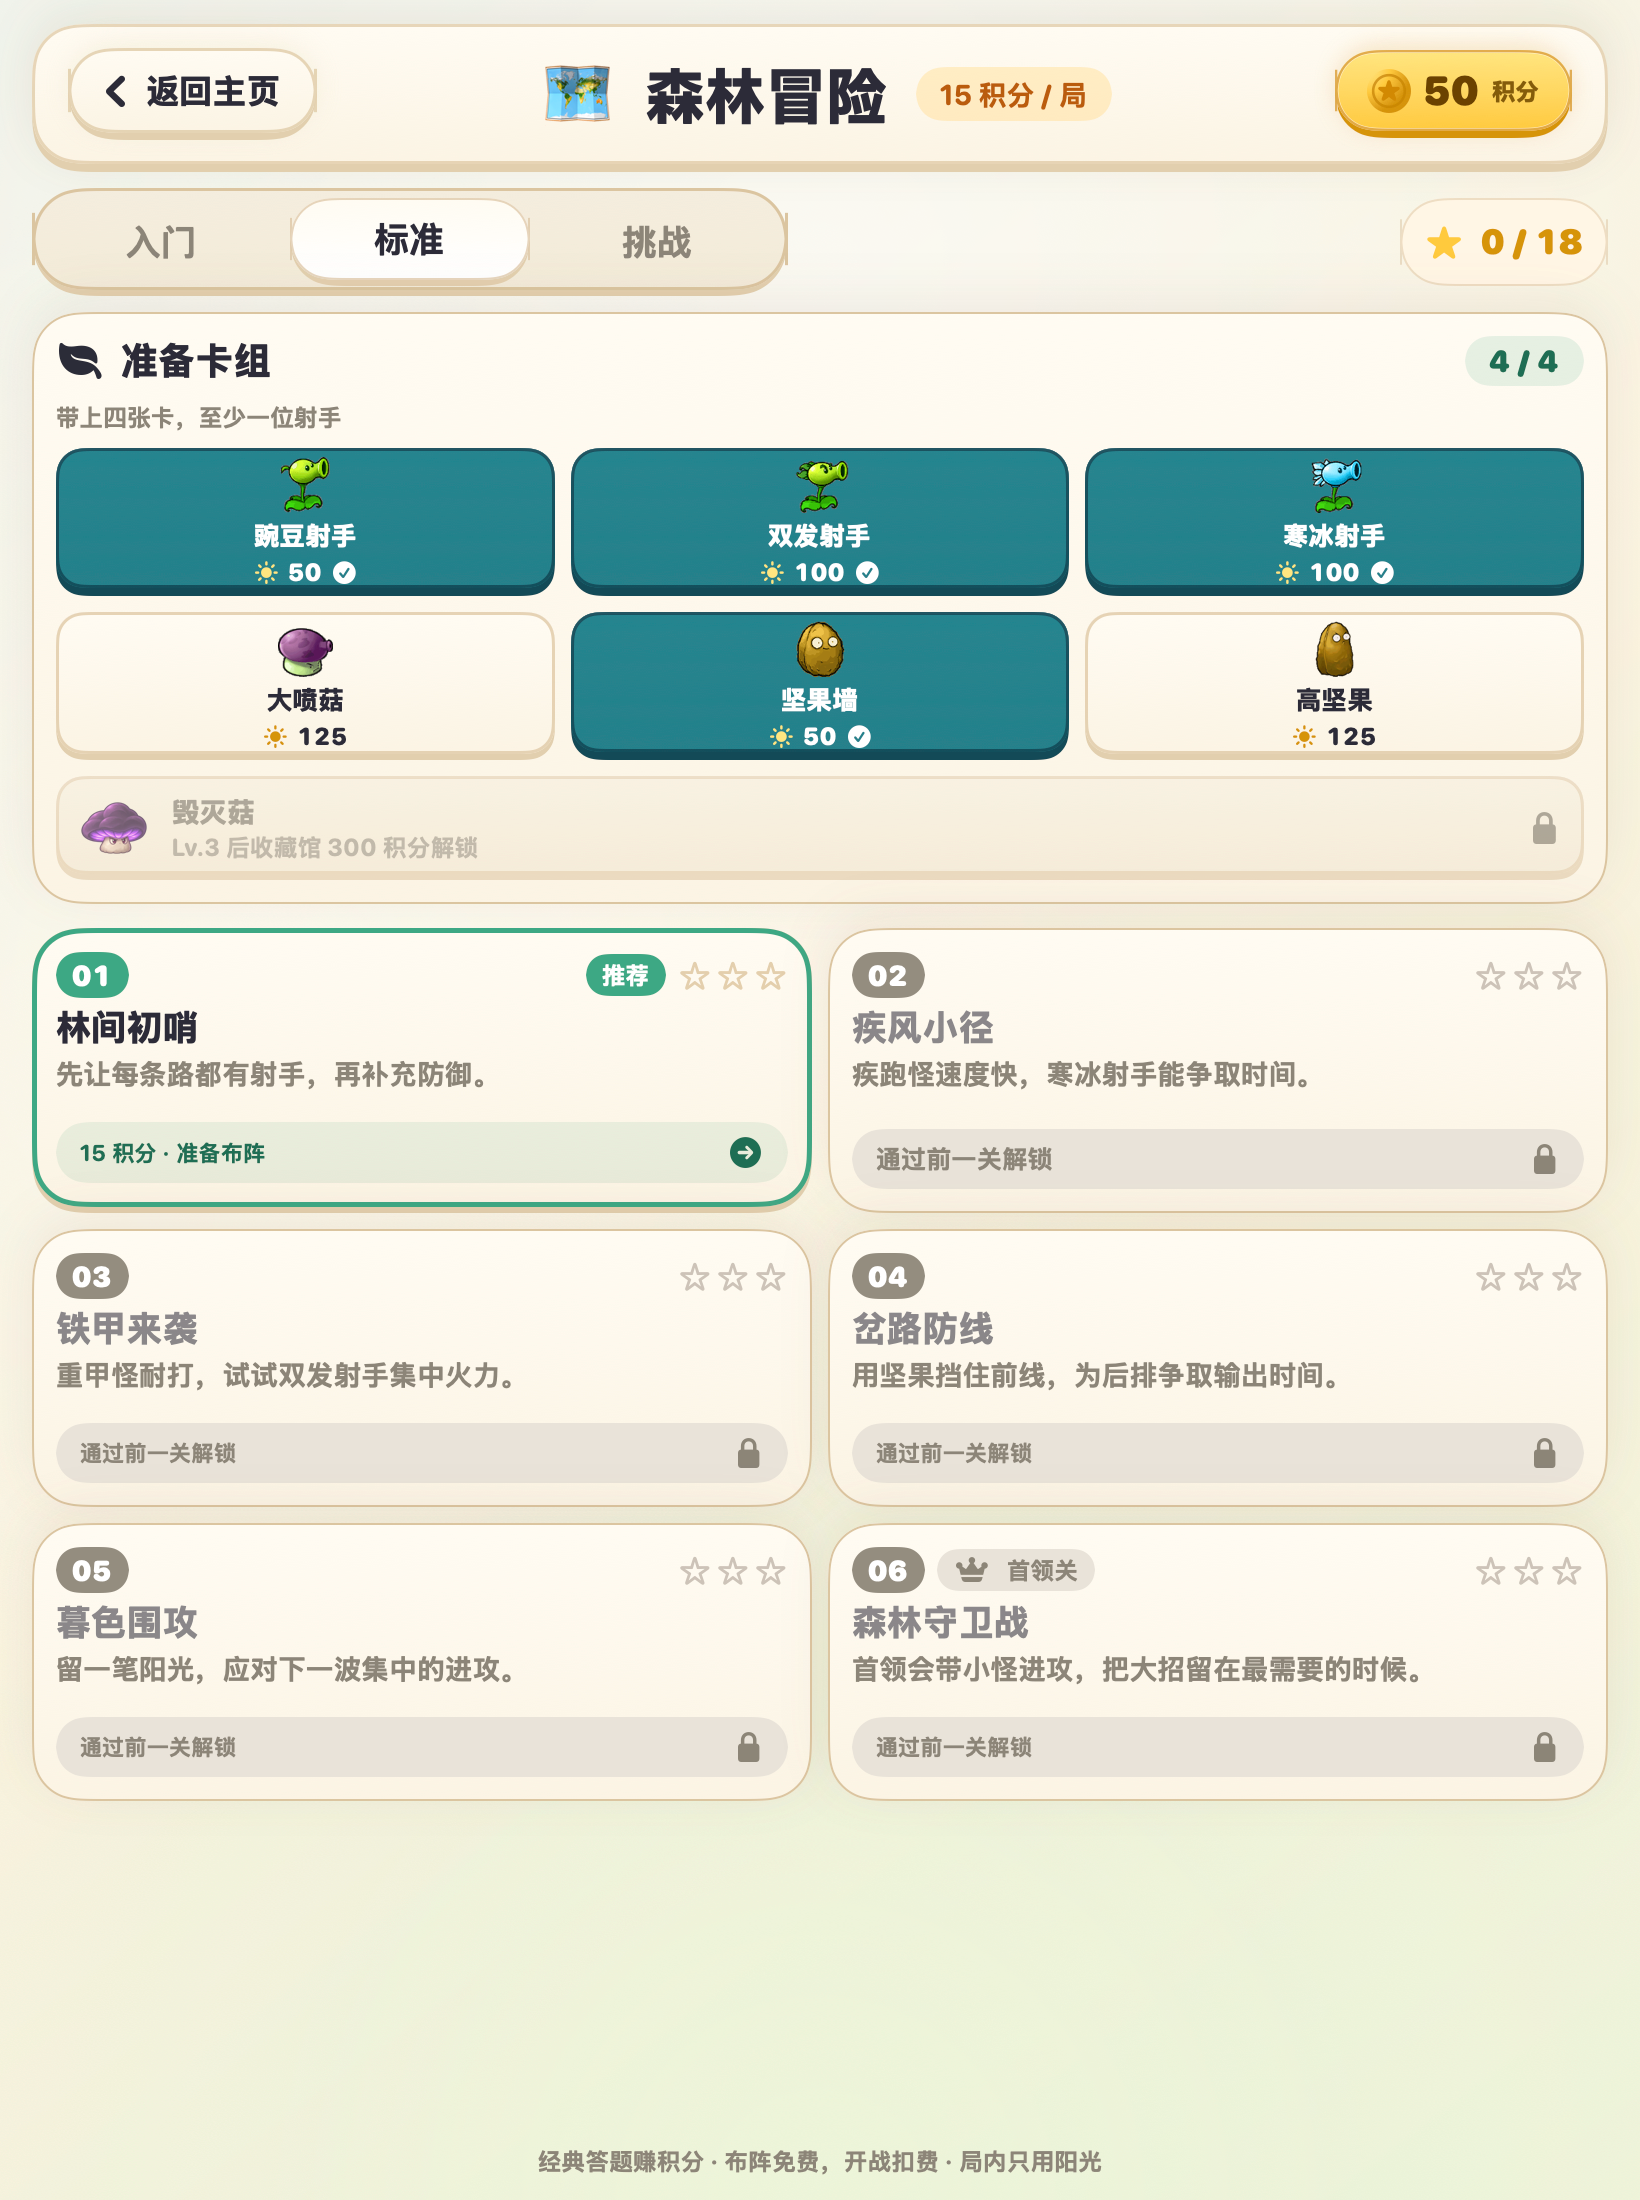 返回主页
森林冒险
15 积分 / 局
50 积分
入门
标准
挑战
0 / 18
准备卡组
4 / 4
带上四张卡，至少一位射手
豌豆射手
50
双发射手
100
寒冰射手
100
大喷菇
125
坚果墙
50
高坚果
125
毁灭菇
Lv.3 后收藏馆 300 积分解锁
01
推荐
林间初哨
先让每条路都有射手，再补充防御。
15 积分 · 准备布阵
02
疾风小径
疾跑怪速度快，寒冰射手能争取时间。
通过前一关解锁
03
铁甲来袭
重甲怪耐打，试试双发射手集中火力。
通过前一关解锁
04
岔路防线
用坚果挡住前线，为后排争取输出时间。
通过前一关解锁
05
暮色围攻
留一笔阳光，应对下一波集中的进攻。
通过前一关解锁
06
首领关
森林守卫战
首领会带小怪进攻，把大招留在最需要的时候。
通过前一关解锁
经典答题赚积分 · 布阵免费，开战扣费 · 局内只用阳光